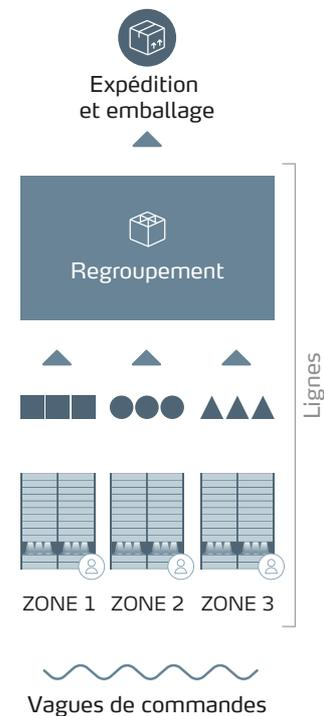 Expédition
et emballage
Regroupement
Lignes
ZONE 1 ZONE 2 ZONE 3
Vagues de commandes